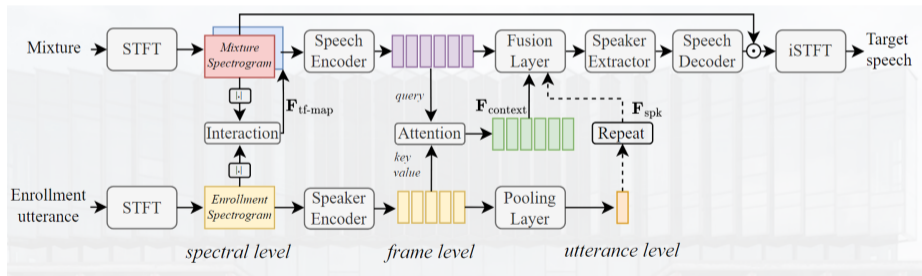 Mixture
STFT
Mixture
Spectrogram
Speech
Encoder
Fusion
Layer
Speaker
Extractor
Speech
Decoder
iSTFT
Target
speech
|·|
F_tf-map
query
F_context
F_spk
Interaction
Attention
Repeat
|·|
key
value
Enrollment
utterance
STFT
Enrollment
Spectrogram
Speaker
Encoder
Pooling
Layer
spectral level
frame level
utterance level